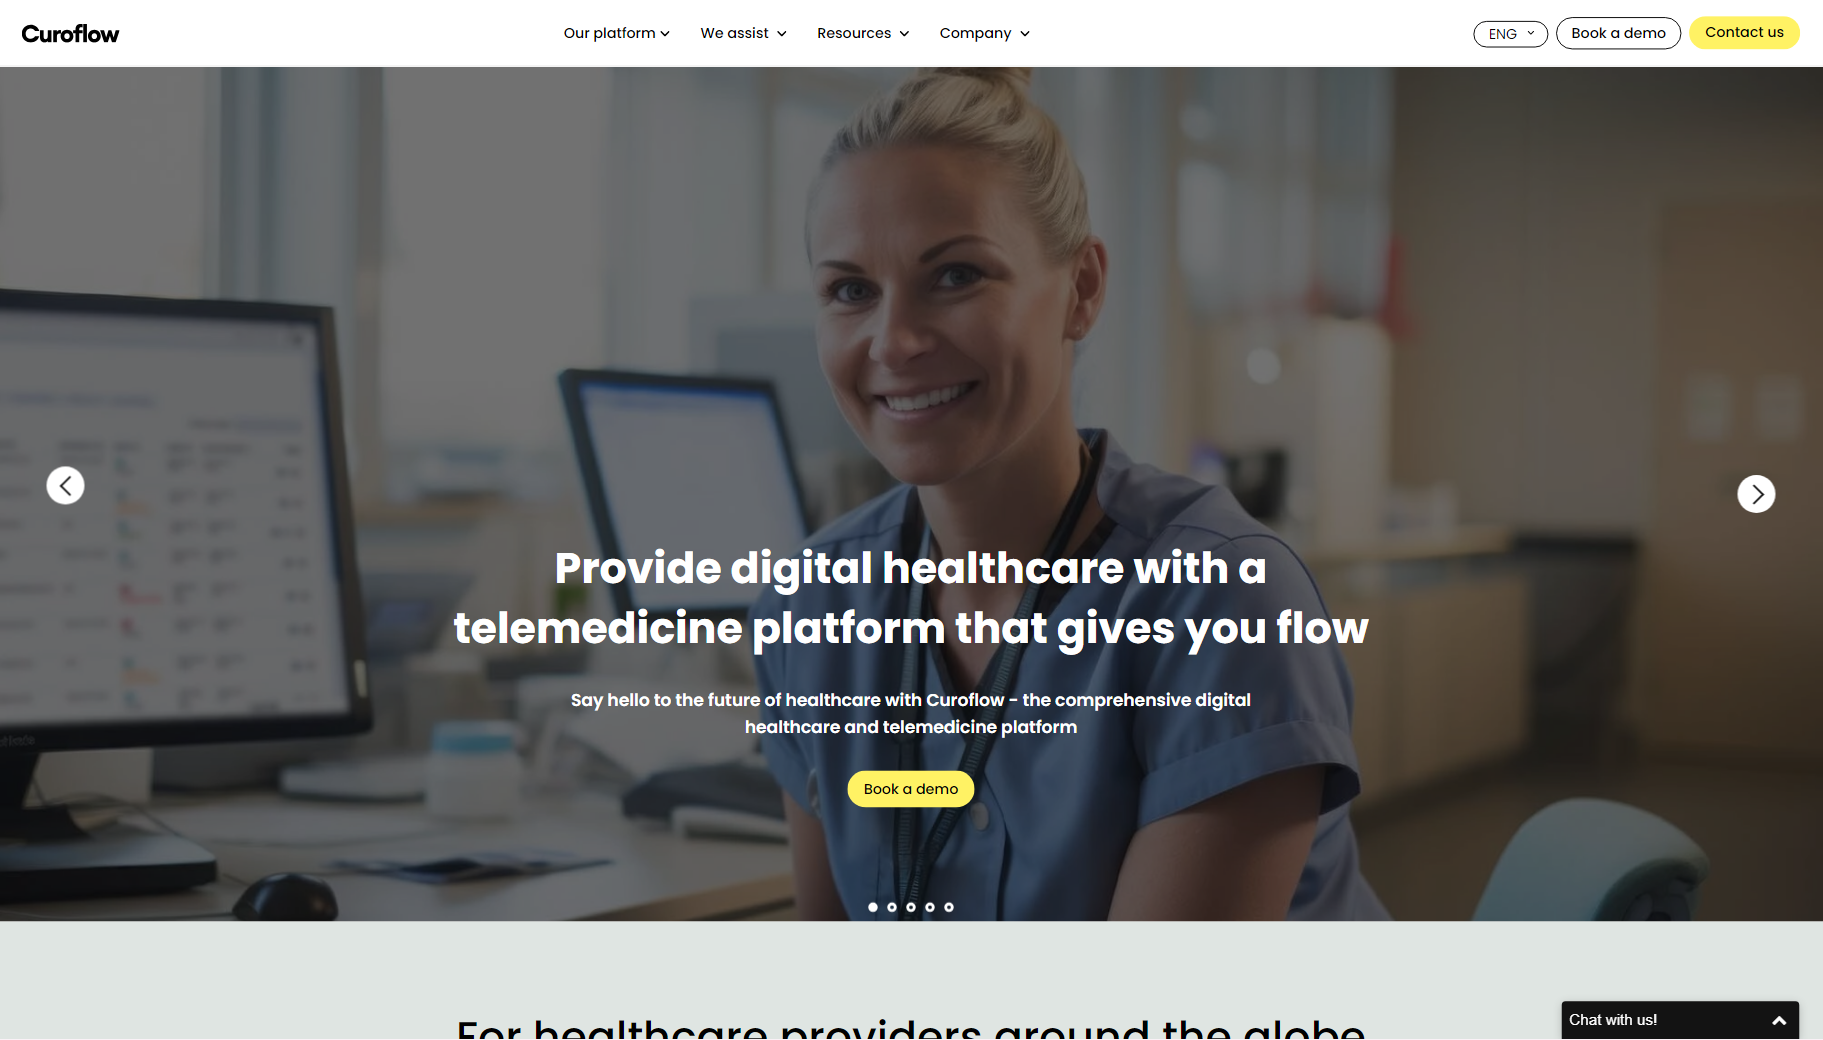 Curoflow
Our platform
We assist
Resources
Company
ENG
Book a demo
Contact us
Provide digital healthcare with a
telemedicine platform that gives you flow
Say hello to the future of healthcare with Curoflow - the comprehensive digital
healthcare and telemedicine platform
Book a demo
For healthcare providers around the globe
Chat with us!